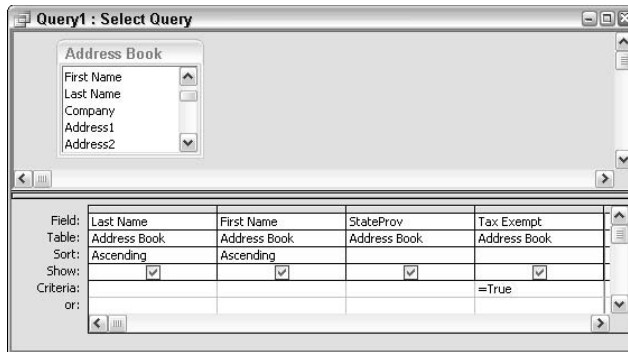 Query1 : Select Query
Address Book
First Name
Last Name
Company
Address1
Address2
Field: Last Name First Name StateProv Tax Exempt
Table: Address Book Address Book Address Book Address Book
Sort: Ascending Ascending
Show:
Criteria: =True
or: